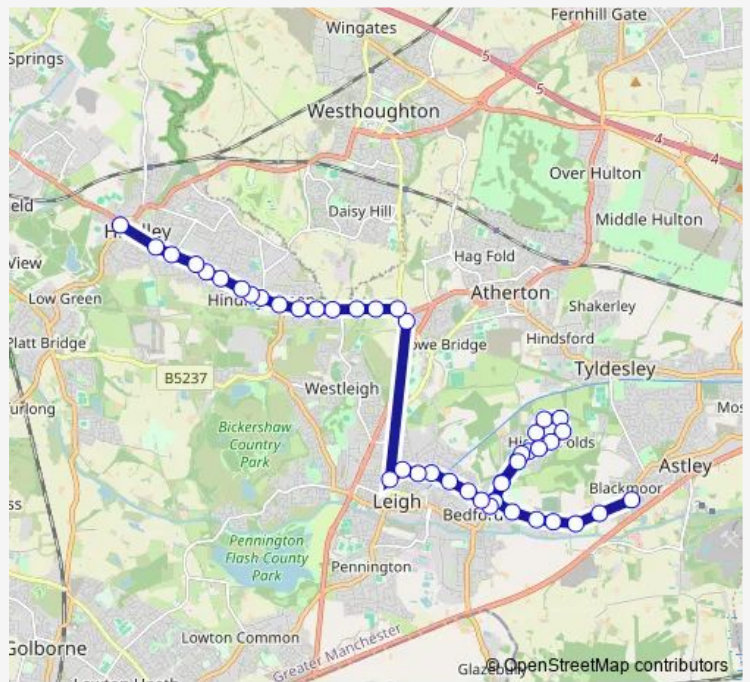 Fernhill Gate
Wingates
5
Springs
5
Westhoughton
4
4
Over Hulton
eld
Daisy Hill
Middle Hulton
View
Hag Fold
Low Green
Atherton
Shakerley
Platt Bridge
owe Bridge
Hindsford
B5237
Tyldesley
Westleigh
urlong
Mos
Bickershaw
Country
Park
Astley
Blackmoor
ss
Leigh
Pennington
Flash County
Park
Pennington
Lowton Common
Golborne
Greater Manchester
© OpenStreetMap contributors